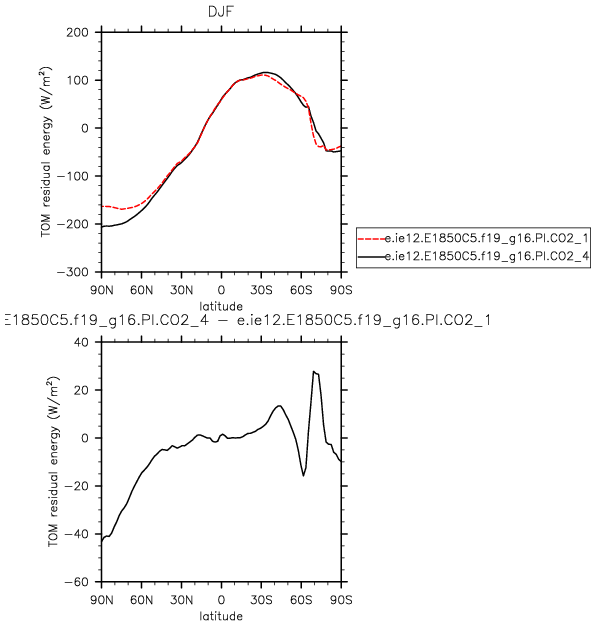 DJF
200
100
0
−100
−200
−300
TOM residual energy (W/m²)
90N 60N 30N 0 30S 60S 90S
latitude
e.ie12.E1850C5.f19_g16.PI.CO2_1
e.ie12.E1850C5.f19_g16.PI.CO2_4
E1850C5.f19_g16.PI.CO2_4 − e.ie12.E1850C5.f19_g16.PI.CO2_1
40
20
0
−20
−40
−60
TOM residual energy (W/m²)
90N 60N 30N 0 30S 60S 90S
latitude